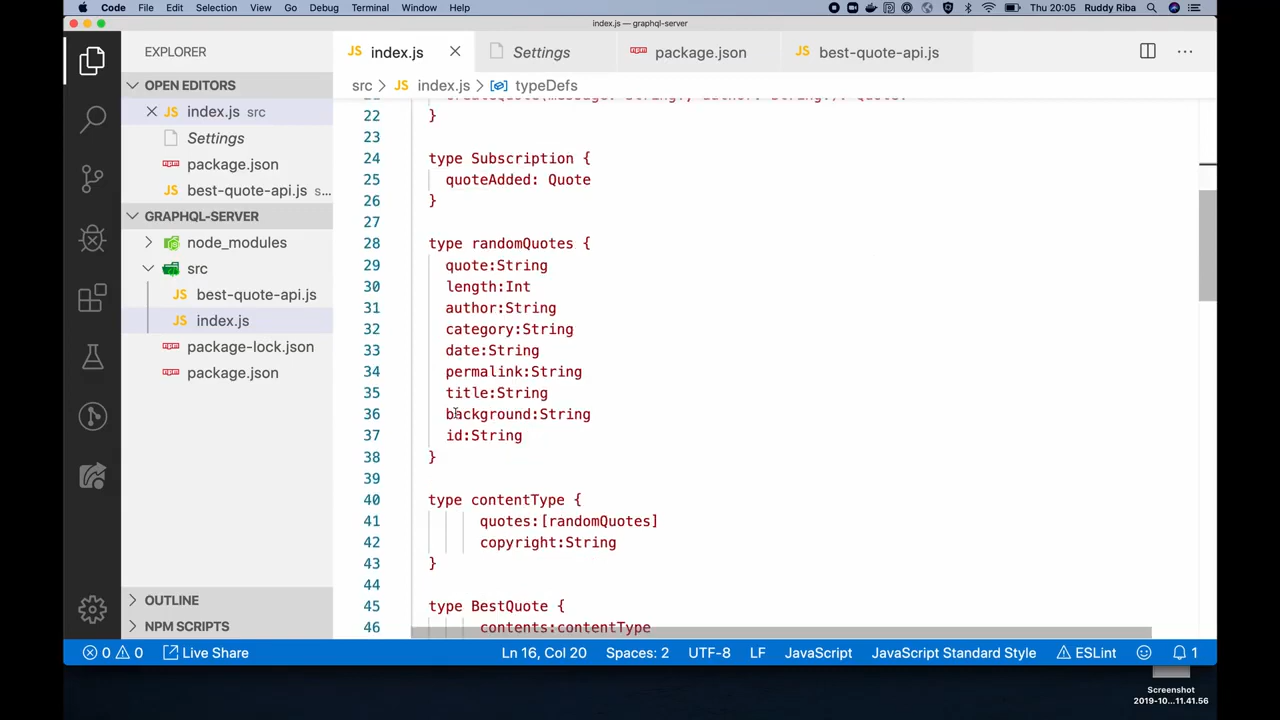 Code File Edit Selection View Go Debug Terminal Window Help Thu 20:05 Ruddy Riba
index.js — graphql-server
EXPLORER
JS index.js Settings package.json JS best-quote-api.js
OPEN EDITORS
src > JS index.js > typeDefs
JS index.js src
Settings
package.json
JS best-quote-api.js s...
GRAPHQL-SERVER
node_modules
src
JS best-quote-api.js
JS index.js
package-lock.json
package.json
OUTLINE
NPM SCRIPTS
22 }
23
24 type Subscription {
25 quoteAdded: Quote
26 }
27
28 type randomQuotes {
29 quote:String
30 length:Int
31 author:String
32 category:String
33 date:String
34 permalink:String
35 title:String
36 background:String
37 id:String
38 }
39
40 type contentType {
41 quotes:[randomQuotes]
42 copyright:String
43 }
44
45 type BestQuote {
46 contents:contentType
0 0 Live Share Ln 16, Col 20 Spaces: 2 UTF-8 LF JavaScript JavaScript Standard Style ESLint 1
Screenshot
2019-10...11.41.56